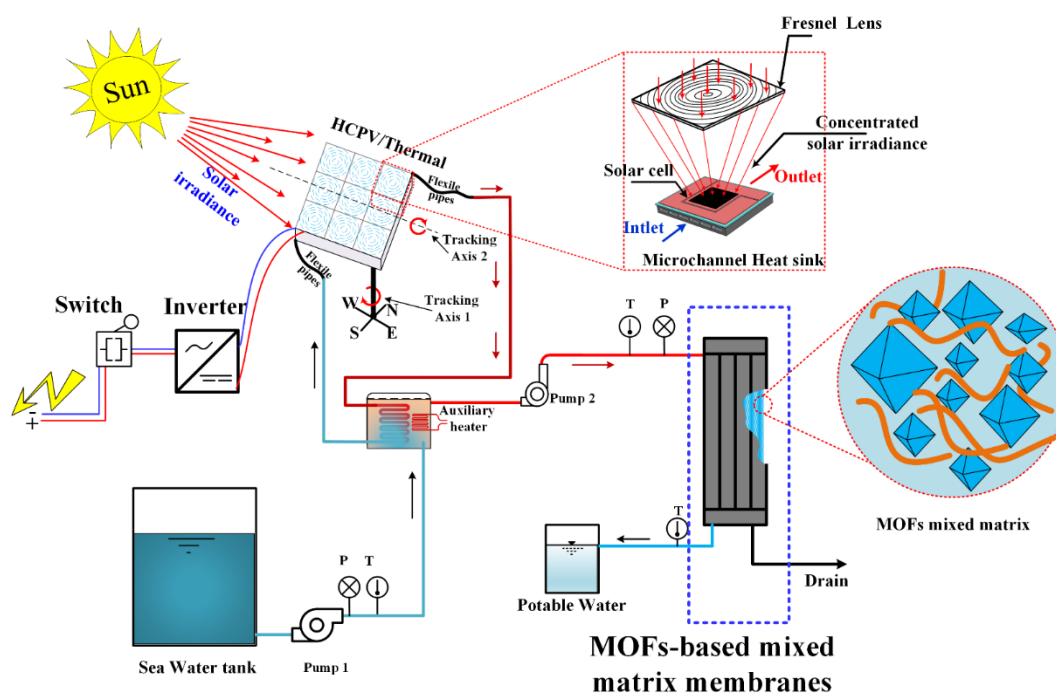 Sun
Solar
irradiance
HCPV/Thermal
Flexile
pipes
Tracking
Axis 2
Flexile
pipes
Tracking
Axis 1
W
N
S
E
Fresnel Lens
Concentrated
solar irradiance
Solar cell
Outlet
Intlet
Microchannel Heat sink
Switch
Inverter
-
+
Auxiliary
heater
Pump 2
T
P
MOFs mixed matrix
T
Potable Water
Drain
P
T
Sea Water tank
Pump 1
MOFs-based mixed
matrix membranes